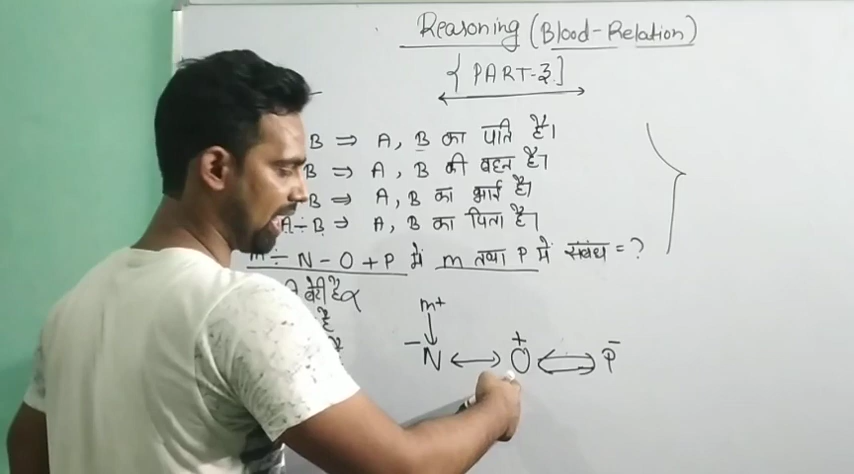 Reasoning (Blood-Relation)
{PART-3]
B ⇒ A, B का पति है।
B ⇒ A, B की बहन है।
B ⇒ A, B का भाई है।
A÷B ⇒ A, B का पिता है।
m ÷ N - O + P में m तथा P में संबंध = ?
बेटी है
है
m+
- N ⟷ O + ⟺ P -